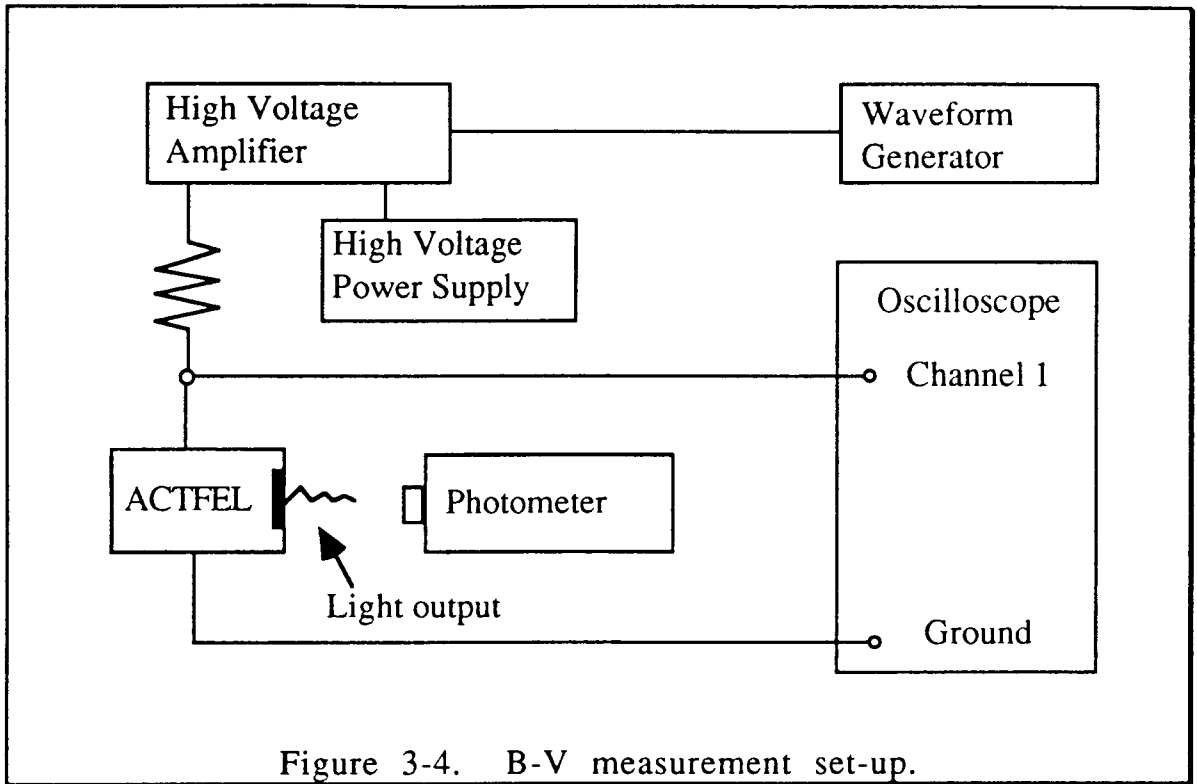 High Voltage
Amplifier
Waveform
Generator
High Voltage
Power Supply
Oscilloscope
Channel 1
ACTFEL
Photometer
Light output
Ground
Figure 3-4. B-V measurement set-up.